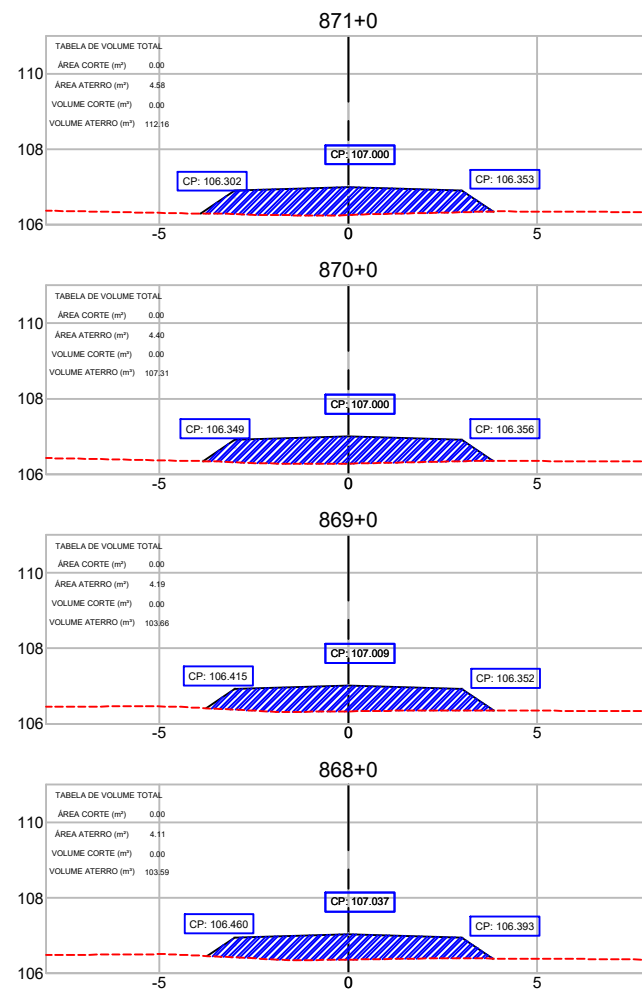 871+0
TABELA DE VOLUME TOTAL
ÁREA CORTE (m²) 0.00
ÁREA ATERRO (m²) 4.58
VOLUME CORTE (m³) 0.00
VOLUME ATERRO (m³) 112.16
110
108
106
CP: 106.302
CP: 107.000
CP: 106.353
-5 0 5
870+0
TABELA DE VOLUME TOTAL
ÁREA CORTE (m²) 0.00
ÁREA ATERRO (m²) 4.40
VOLUME CORTE (m³) 0.00
VOLUME ATERRO (m³) 107.31
110
108
106
CP: 106.349
CP: 107.000
CP: 106.356
-5 0 5
869+0
TABELA DE VOLUME TOTAL
ÁREA CORTE (m²) 0.00
ÁREA ATERRO (m²) 4.19
VOLUME CORTE (m³) 0.00
VOLUME ATERRO (m³) 103.66
110
108
106
CP: 106.415
CP: 107.009
CP: 106.352
-5 0 5
868+0
TABELA DE VOLUME TOTAL
ÁREA CORTE (m²) 0.00
ÁREA ATERRO (m²) 4.11
VOLUME CORTE (m³) 0.00
VOLUME ATERRO (m³) 103.59
110
108
106
CP: 106.460
CP: 107.037
CP: 106.393
-5 0 5